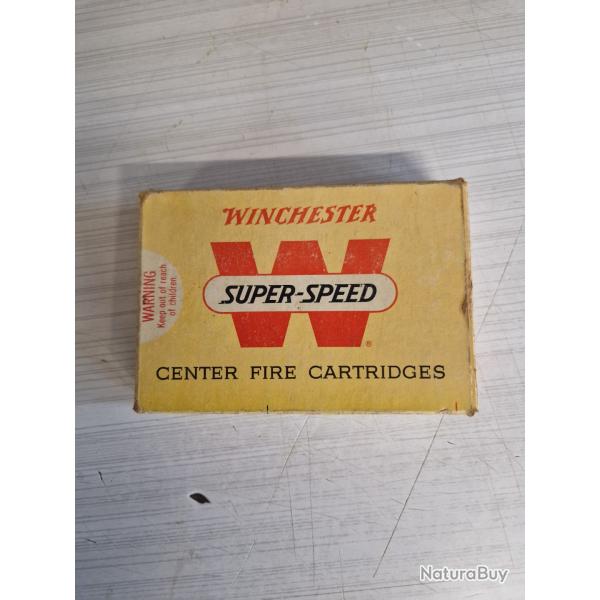 WINCHESTER
W
SUPER-SPEED
®
CENTER FIRE CARTRIDGES
WARNING
Keep out of reach
of children
NaturaBuy